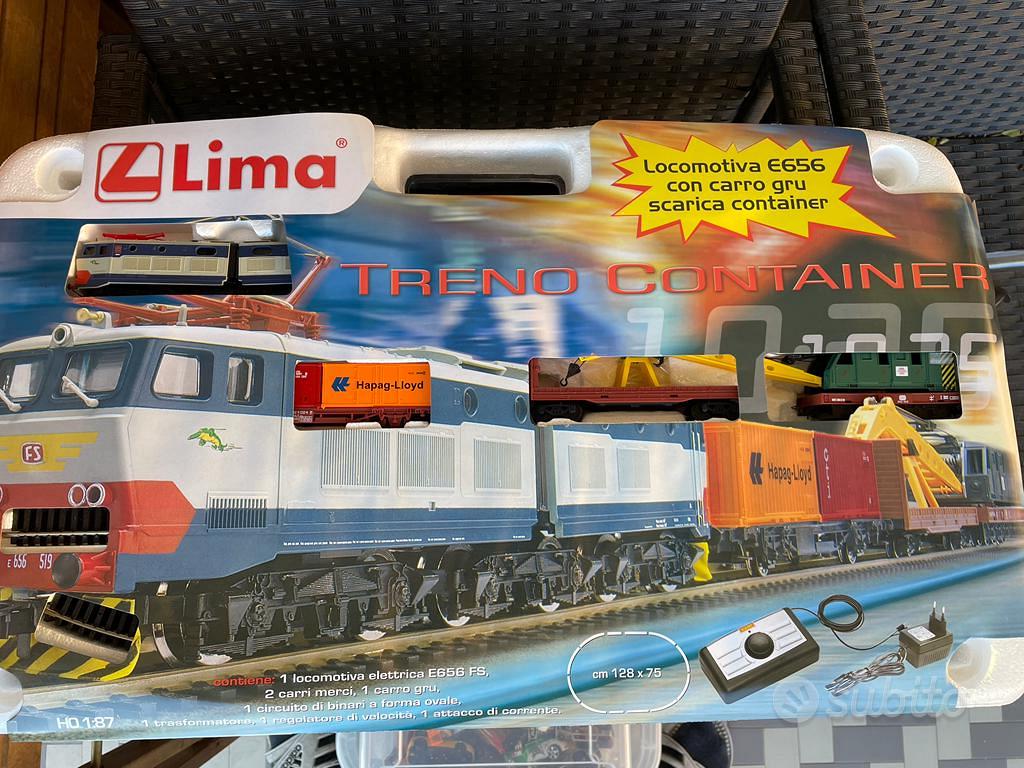 Lima®
Locomotiva E656
con carro gru
scarica container
TRENO CONTAINER
Hapag-Lloyd
Hapag-Lloyd
FS
E 656 519
contiene: 1 locomotiva elettrica E656 FS,
2 carri merci, 1 carro gru,
1 circuito di binari a forma ovale,
1 trasformatore, 1 regolatore di velocità, 1 attacco di corrente.
cm 128 x 75
HO 1:87
subito